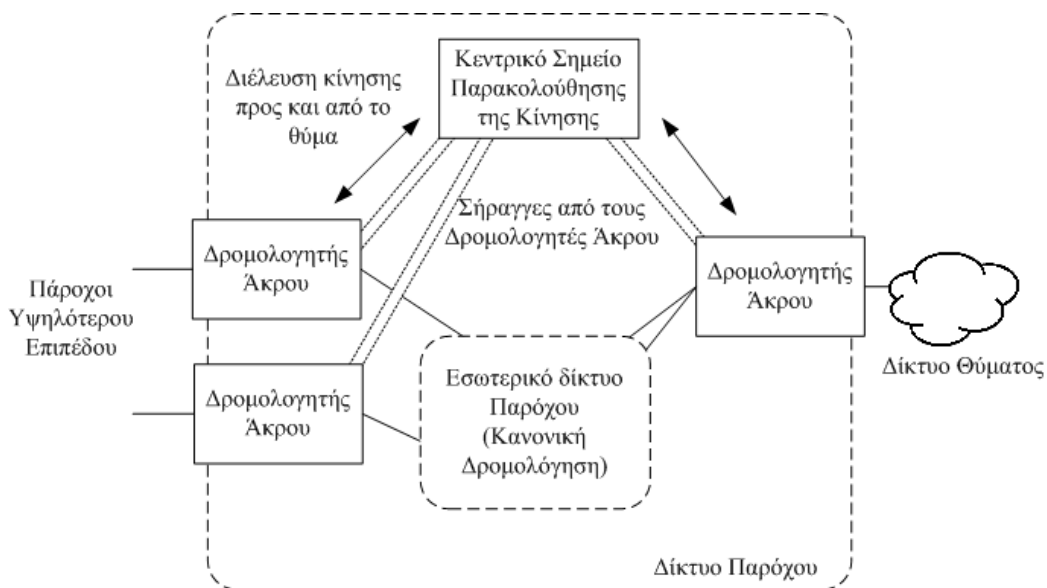 Κεντρικό Σημείο
Παρακολούθησης
της Κίνησης
Διέλευση κίνησης
προς και από το
θύμα
Σήραγγες από τους
Δρομολογητές Άκρου
Δρομολογητής
Άκρου
Δρομολογητής
Άκρου
Πάροχοι
Υψηλότερου
Επιπέδου
Δίκτυο Θύματος
Εσωτερικό δίκτυο
Παρόχου
(Κανονική
Δρομολόγηση)
Δρομολογητής
Άκρου
Δίκτυο Παρόχου